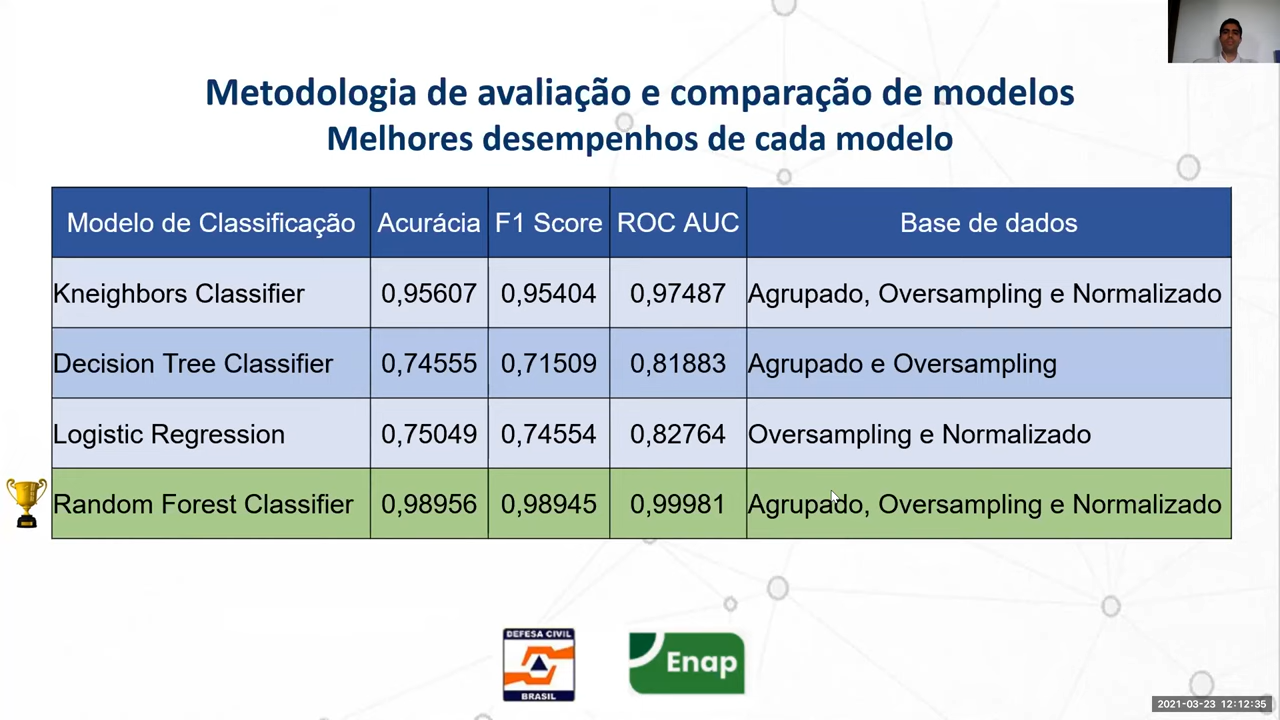 Metodologia de avaliação e comparação de modelos
Melhores desempenhos de cada modelo
Modelo de Classificação Acurácia F1 Score ROC AUC Base de dados
Kneighbors Classifier 0,95607 0,95404 0,97487 Agrupado, Oversampling e Normalizado
Decision Tree Classifier 0,74555 0,71509 0,81883 Agrupado e Oversampling
Logistic Regression 0,75049 0,74554 0,82764 Oversampling e Normalizado
Random Forest Classifier 0,98956 0,98945 0,99981 Agrupado, Oversampling e Normalizado
DEFESA CIVIL
BRASIL
Enap
2021-03-23 12:12:35